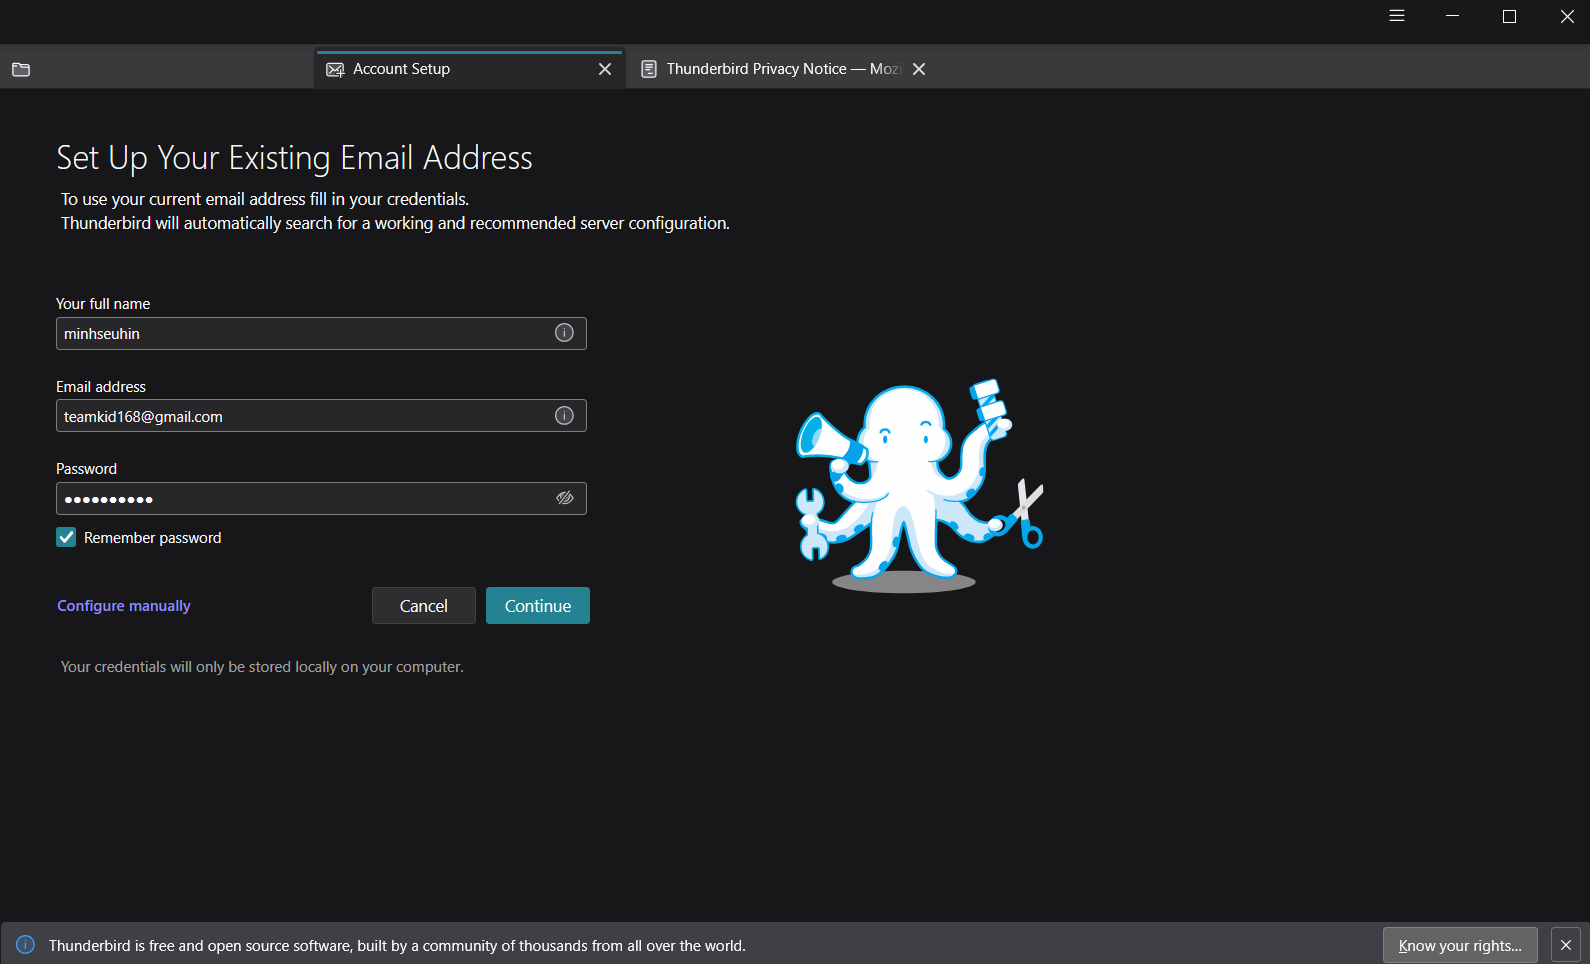 Account Setup
Thunderbird Privacy Notice — Mozi
Set Up Your Existing Email Address
To use your current email address fill in your credentials.
Thunderbird will automatically search for a working and recommended server configuration.
Your full name
minhseuhin
Email address
teamkid168@gmail.com
Password
●●●●●●●●●●
Remember password
Configure manually
Cancel
Continue
Your credentials will only be stored locally on your computer.
Thunderbird is free and open source software, built by a community of thousands from all over the world.
Know your rights...